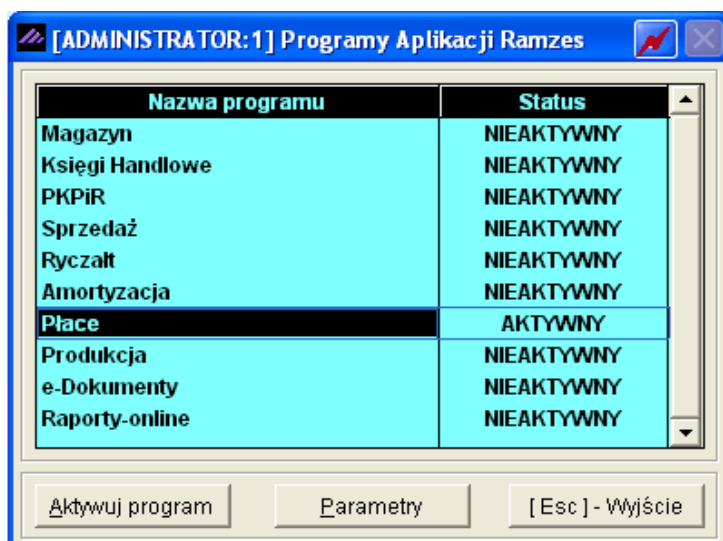 [ADMINISTRATOR:1] Programy Aplikacji Ramzes
Nazwa programu Status
Magazyn NIEAKTYWNY
Księgi Handlowe NIEAKTYWNY
PKPiR NIEAKTYWNY
Sprzedaż NIEAKTYWNY
Ryczałt NIEAKTYWNY
Amortyzacja NIEAKTYWNY
Płace AKTYWNY
Produkcja NIEAKTYWNY
e-Dokumenty NIEAKTYWNY
Raporty-online NIEAKTYWNY
Aktywuj program Parametry [ Esc ] - Wyjście